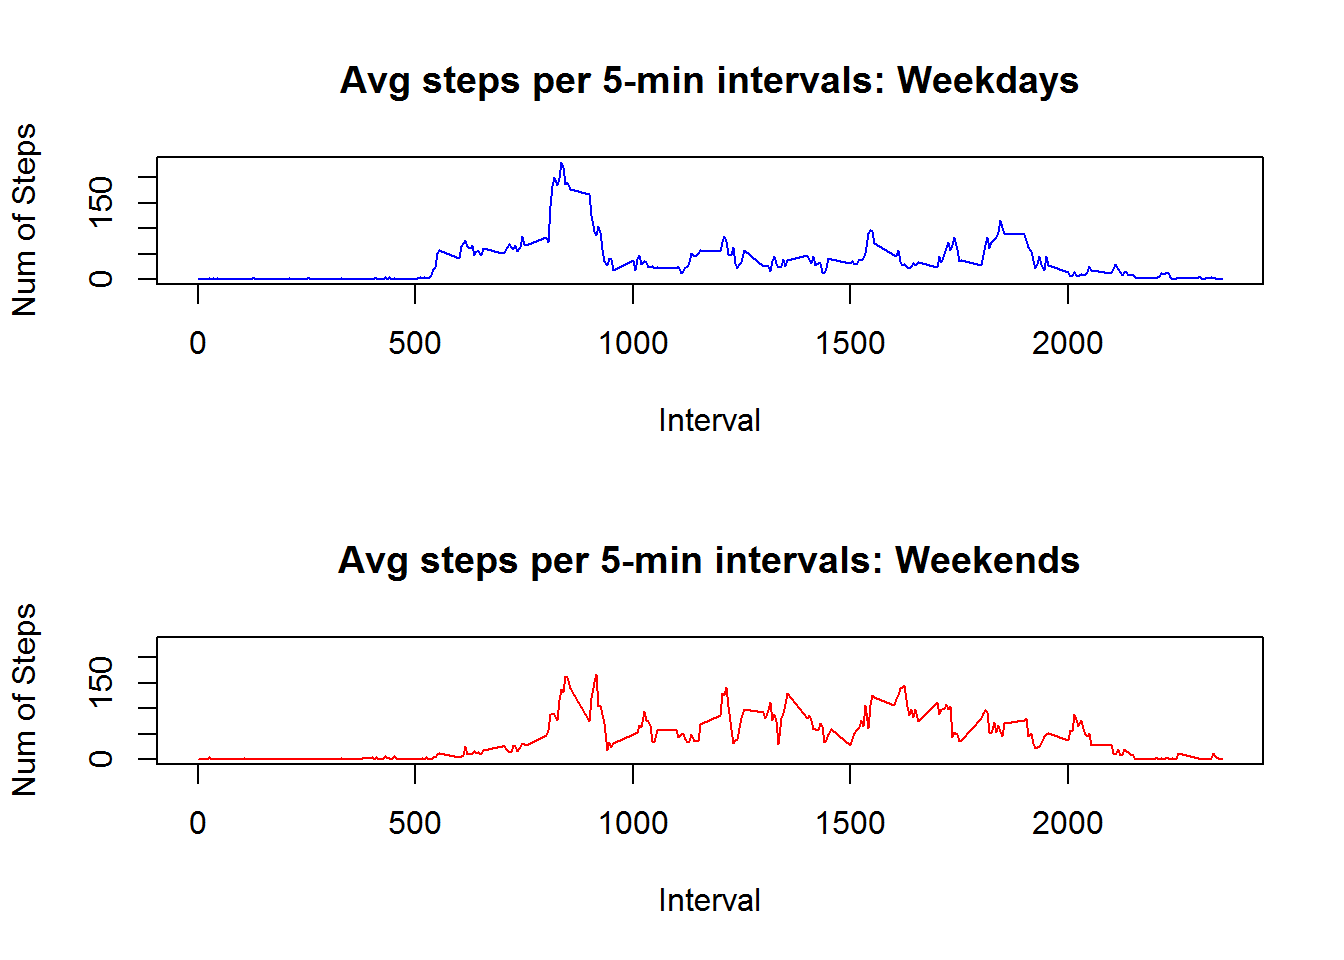 Avg steps per 5-min intervals: Weekdays
Num of Steps
150
0
0 500 1000 1500 2000
Interval
Avg steps per 5-min intervals: Weekends
Num of Steps
150
0
0 500 1000 1500 2000
Interval